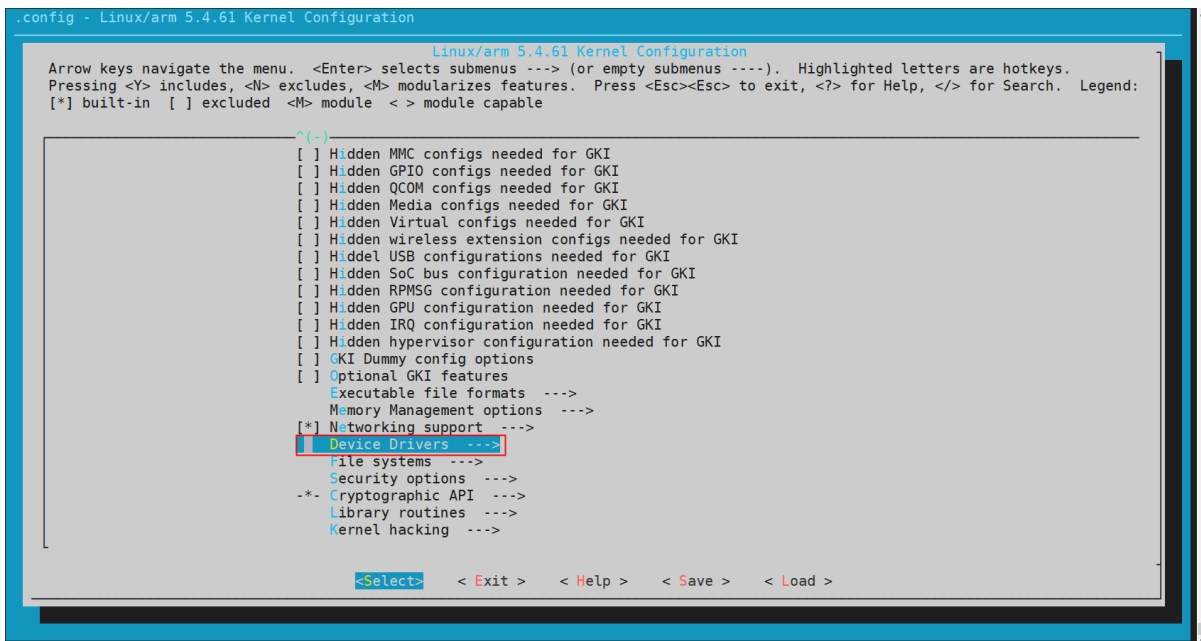 .config - Linux/arm 5.4.61 Kernel Configuration
Linux/arm 5.4.61 Kernel Configuration
Arrow keys navigate the menu.  <Enter> selects submenus ---> (or empty submenus ----).  Highlighted letters are hotkeys.
Pressing <Y> includes, <N> excludes, <M> modularizes features.  Press <Esc><Esc> to exit, <?> for Help, </> for Search.  Legend:
[*] built-in  [ ] excluded  <M> module  < > module capable
^(-)
[ ] Hidden MMC configs needed for GKI
[ ] Hidden GPIO configs needed for GKI
[ ] Hidden QCOM configs needed for GKI
[ ] Hidden Media configs needed for GKI
[ ] Hidden Virtual configs needed for GKI
[ ] Hidden wireless extension configs needed for GKI
[ ] Hiddel USB configurations needed for GKI
[ ] Hidden SoC bus configuration needed for GKI
[ ] Hidden RPMSG configuration needed for GKI
[ ] Hidden GPU configuration needed for GKI
[ ] Hidden IRQ configuration needed for GKI
[ ] Hidden hypervisor configuration needed for GKI
[ ] GKI Dummy config options
[ ] Optional GKI features
Executable file formats  --->
Memory Management options  --->
[*] Networking support  --->
Device Drivers  --->
File systems  --->
Security options  --->
-*- Cryptographic API  --->
Library routines  --->
Kernel hacking  --->
<Select>    < Exit >    < Help >    < Save >    < Load >